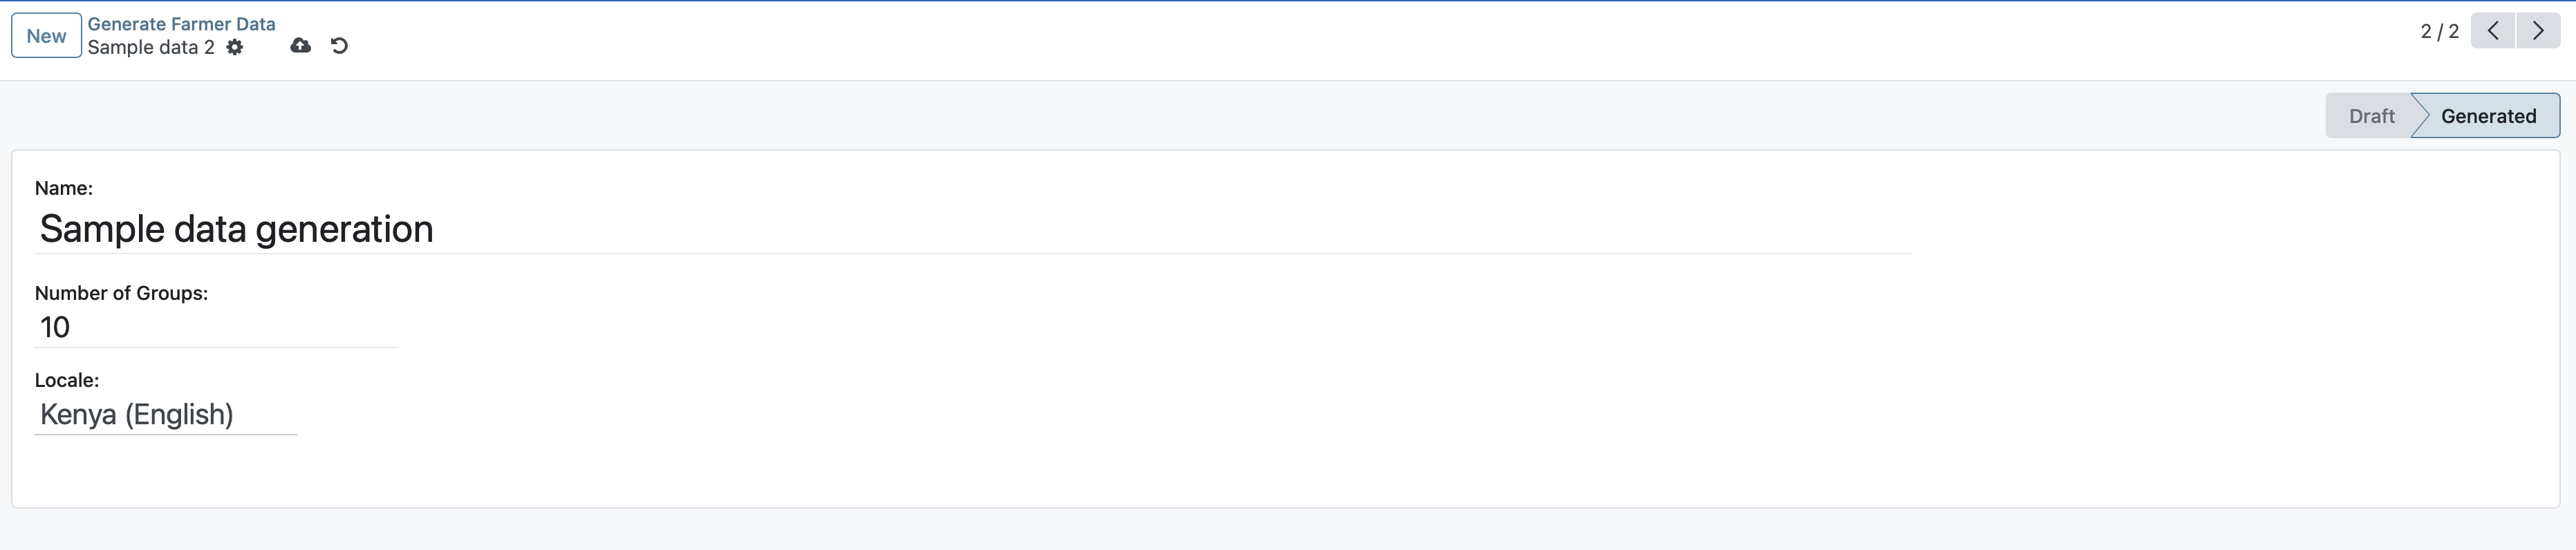 New
Generate Farmer Data
Sample data 2
2 / 2
Draft
Generated
Name:
Sample data generation
Number of Groups:
10
Locale:
Kenya (English)